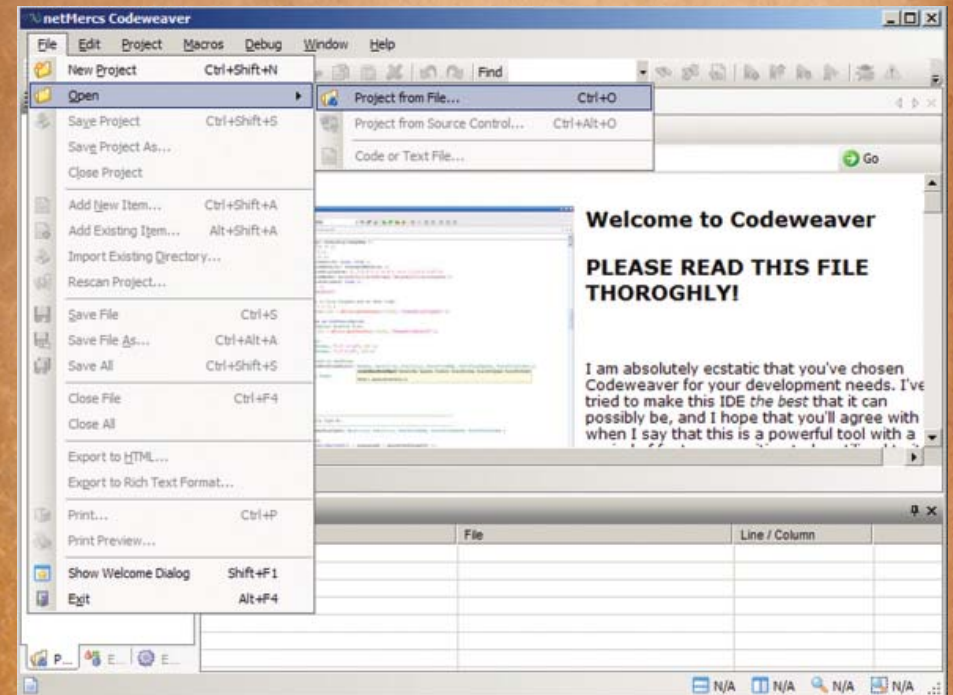 netMercs Codeweaver
File Edit Project Macros Debug Window Help
New Project Ctrl+Shift+N
Find
Open
Project from File... Ctrl+O
Save Project Ctrl+Shift+S
Project from Source Control... Ctrl+Alt+O
Save Project As...
Code or Text File...
Go
Close Project
Add New Item... Ctrl+Shift+A
Add Existing Item... Alt+Shift+A
Import Existing Directory...
Rescan Project...
Save File Ctrl+S
Save File As... Ctrl+Alt+A
Save All Ctrl+Shift+S
Close File Ctrl+F4
Close All
Export to HTML...
Export to Rich Text Format...
Print... Ctrl+P
Print Preview...
Show Welcome Dialog Shift+F1
Exit Alt+F4
Welcome to Codeweaver
PLEASE READ THIS FILE
THOROGHLY!
I am absolutely ecstatic that you've chosen
Codeweaver for your development needs. I've
tried to make this IDE the best that it can
possibly be, and I hope that you'll agree with
when I say that this is a powerful tool with a
File Line / Column
P... E... E...
N/A N/A N/A N/A